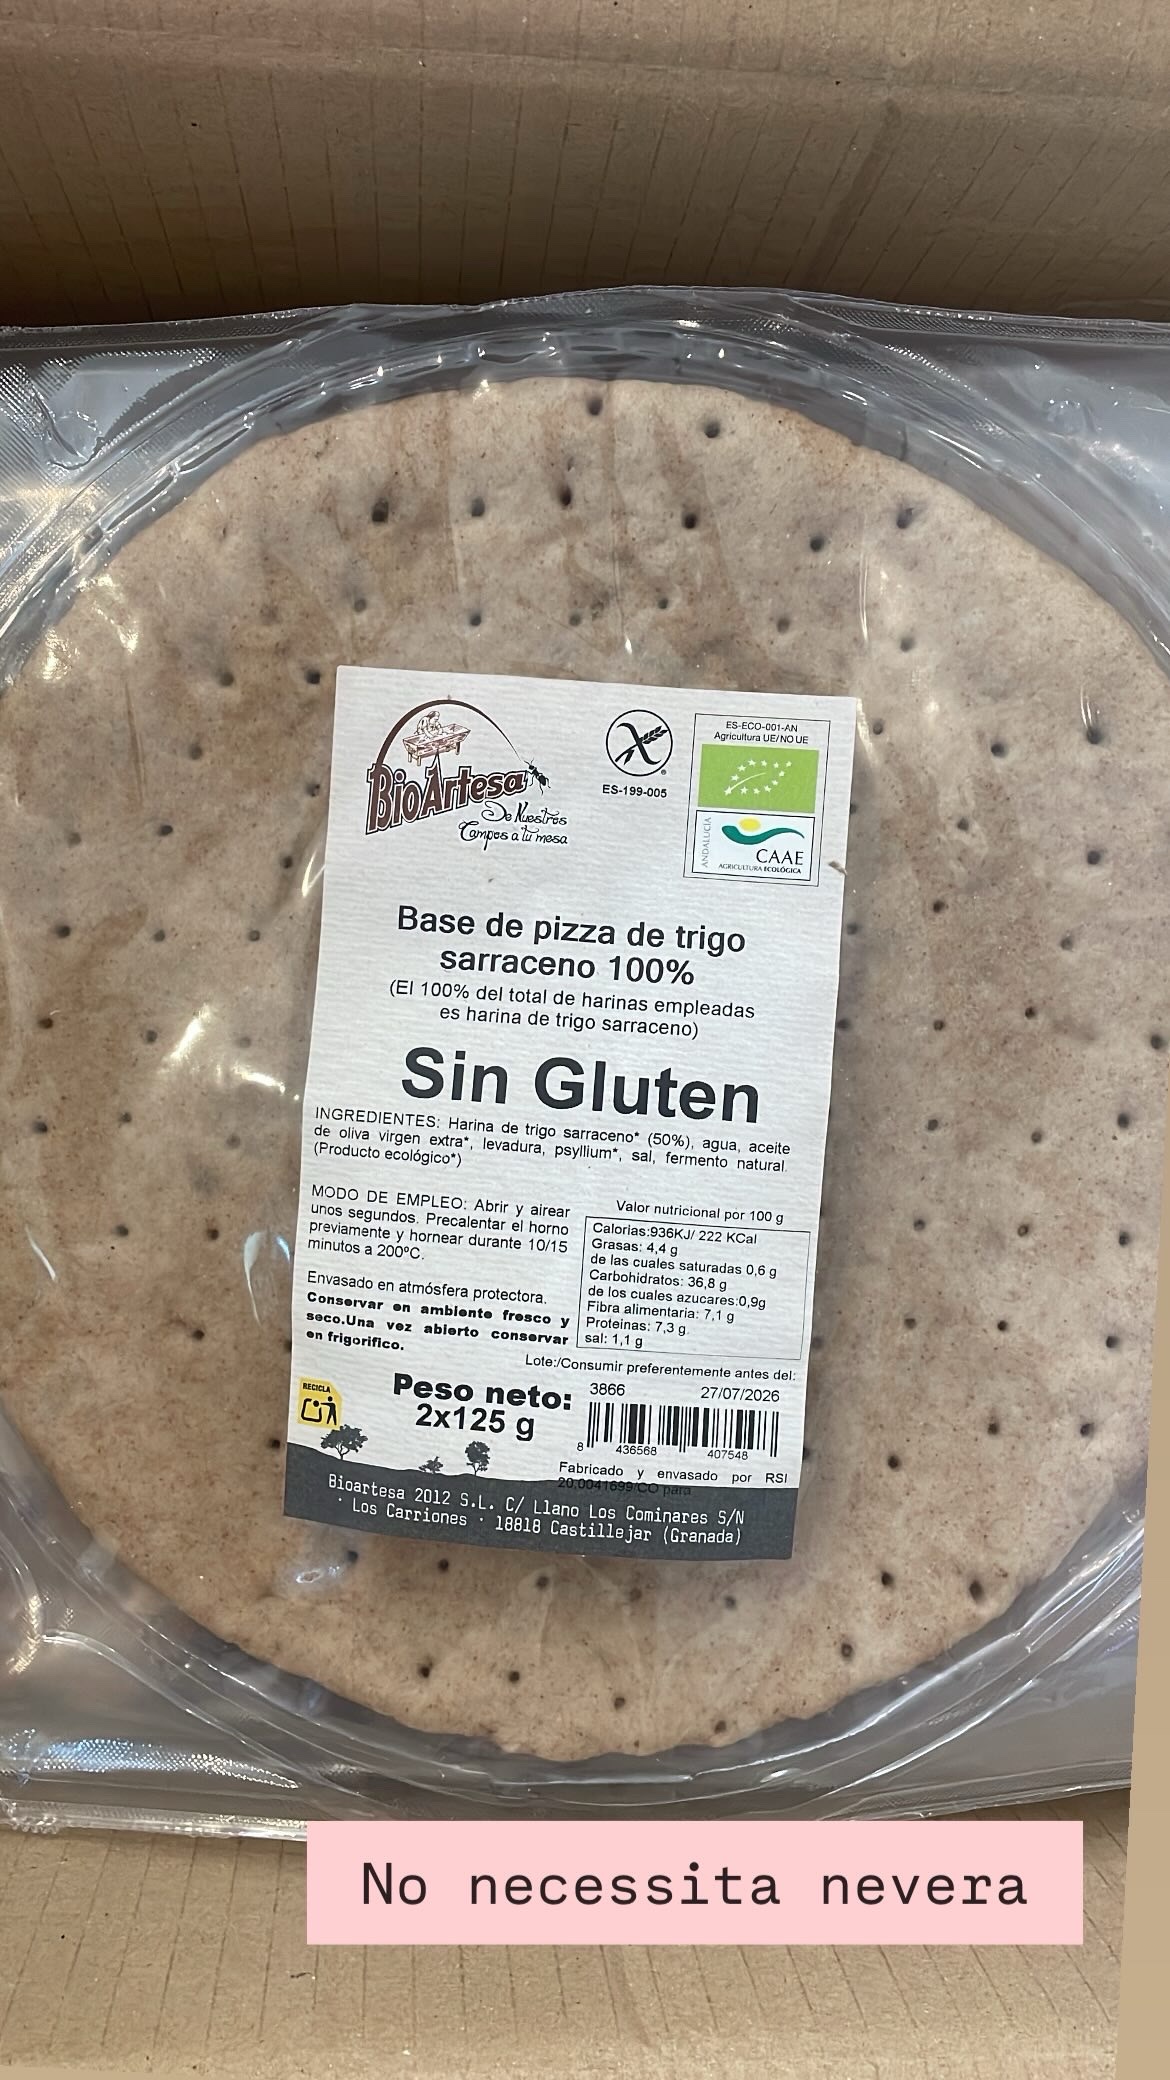 BioArtesa
De Nuestros
Campos a tu mesa
ES-199-005
ES-ECO-001-AN
Agricultura UE/NO UE
ANDALUCÍA
CAAE
AGRICULTURA ECOLÓGICA
Base de pizza de trigo
sarraceno 100%
(El 100% del total de harinas empleadas
es harina de trigo sarraceno)
Sin Gluten
INGREDIENTES: Harina de trigo sarraceno* (50%), agua, aceite
de oliva virgen extra*, levadura, psyllium*, sal, fermento natural.
(Producto ecológico*)
MODO DE EMPLEO: Abrir y airear
unos segundos. Precalentar el horno
previamente y hornear durante 10/15
minutos a 200ºC.
Envasado en atmósfera protectora.
Conservar en ambiente fresco y
seco.Una vez abierto conservar
en frigorifico.
Valor nutricional por 100 g
Calorias:936KJ/ 222 KCal
Grasas: 4,4 g
de las cuales saturadas 0,6 g
Carbohidratos: 36,8 g
de los cuales azucares:0,9g
Fibra alimentaria: 7,1 g
Proteinas: 7,3 g.
sal: 1,1 g
Lote:/Consumir preferentemente antes del:
3866 27/07/2026
RECICLA
Peso neto:
2x125 g
8 436568 407548
Fabricado y envasado por RSI
20.0041699/CO para
Bioartesa 2012 S.L. C/ Llano Los Cominares S/N
· Los Carriones · 18818 Castillejar (Granada)
No necessita nevera